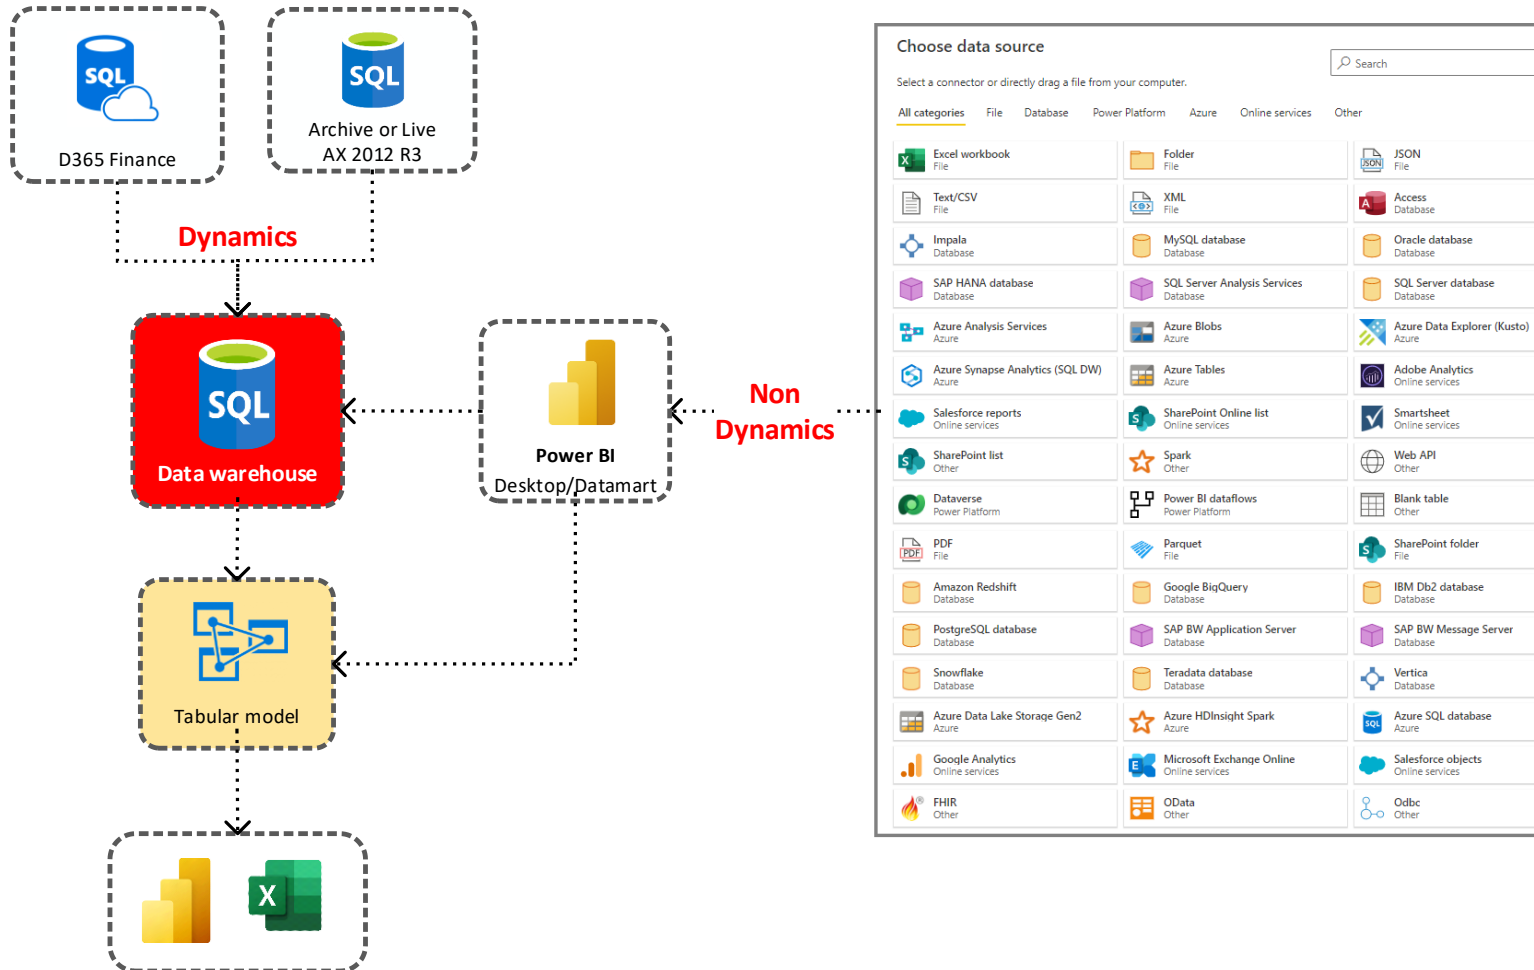 SQL
D365 Finance
SQL
Archive or Live
AX 2012 R3
Dynamics
SQL
Data warehouse
Power BI
Desktop/Datamart
Non
Dynamics
Tabular model
X
Choose data source
Search
Select a connector or directly drag a file from your computer.
All categories File Database Power Platform Azure Online services Other
X
Excel workbook
File
Folder
File
JSON
JSON
File
Text/CSV
File
XML
File
A
Access
Database
Impala
Database
MySQL database
Database
Oracle database
Database
SAP HANA database
Database
SQL Server Analysis Services
Database
SQL Server database
Database
Azure Analysis Services
Azure
Azure Blobs
Azure
Azure Data Explorer (Kusto)
Azure
Azure Synapse Analytics (SQL DW)
Azure
Azure Tables
Azure
Adobe Analytics
Online services
Salesforce reports
Online services
S
SharePoint Online list
Online services
Smartsheet
Online services
S
SharePoint list
Other
Spark
Other
Web API
Other
Dataverse
Power Platform
Power BI dataflows
Power Platform
Blank table
Other
PDF
PDF
File
Parquet
File
S
SharePoint folder
File
Amazon Redshift
Database
Google BigQuery
Database
IBM Db2 database
Database
PostgreSQL database
Database
SAP BW Application Server
Database
SAP BW Message Server
Database
Snowflake
Database
Teradata database
Database
Vertica
Database
Azure Data Lake Storage Gen2
Azure
Azure HDInsight Spark
Azure
SQL
Azure SQL database
Azure
Google Analytics
Online services
E
Microsoft Exchange Online
Online services
Salesforce objects
Online services
®
FHIR
Other
OData
Other
Odbc
Other